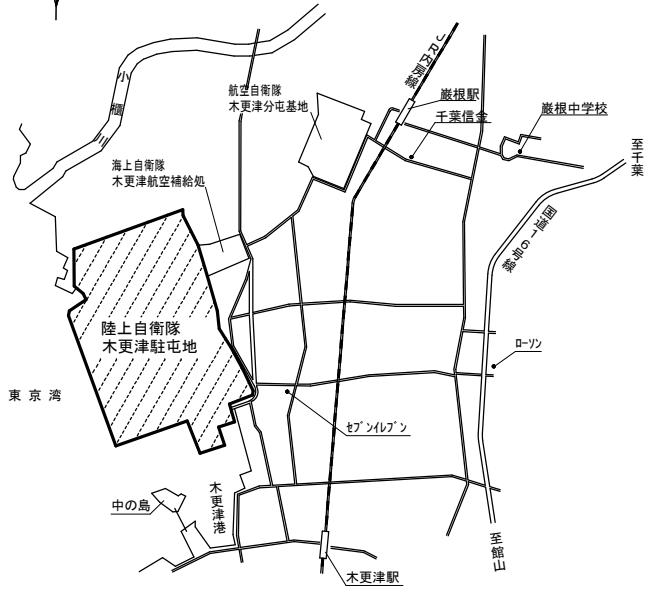 JR内房線
小櫃川
航空自衛隊
木更津分屯基地
巌根駅
千葉信金
巌根中学校
至千葉
海上自衛隊
木更津航空補給処
国道16号線
陸上自衛隊
木更津駐屯地
ローソン
東京湾
セブンイレブン
中の島
木更津港
至館山
木更津駅